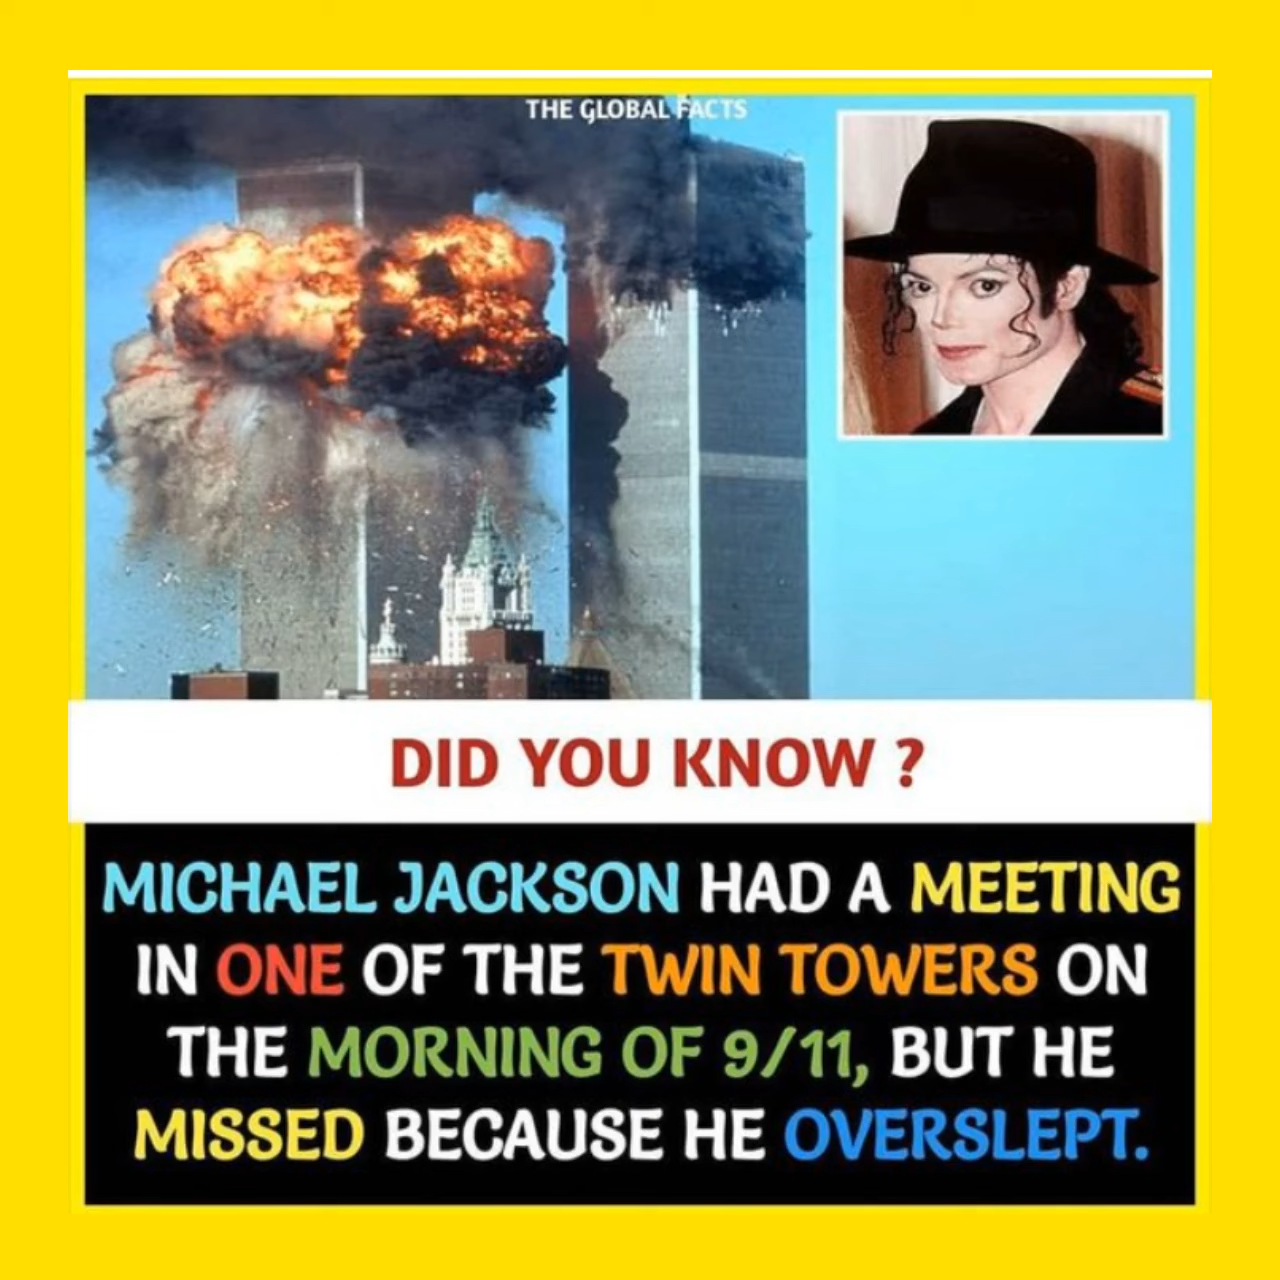 THE GLOBAL FACTS
DID YOU KNOW ?
MICHAEL JACKSON HAD A MEETING
IN ONE OF THE TWIN TOWERS ON
THE MORNING OF 9/11, BUT HE
MISSED BECAUSE HE OVERSLEPT.